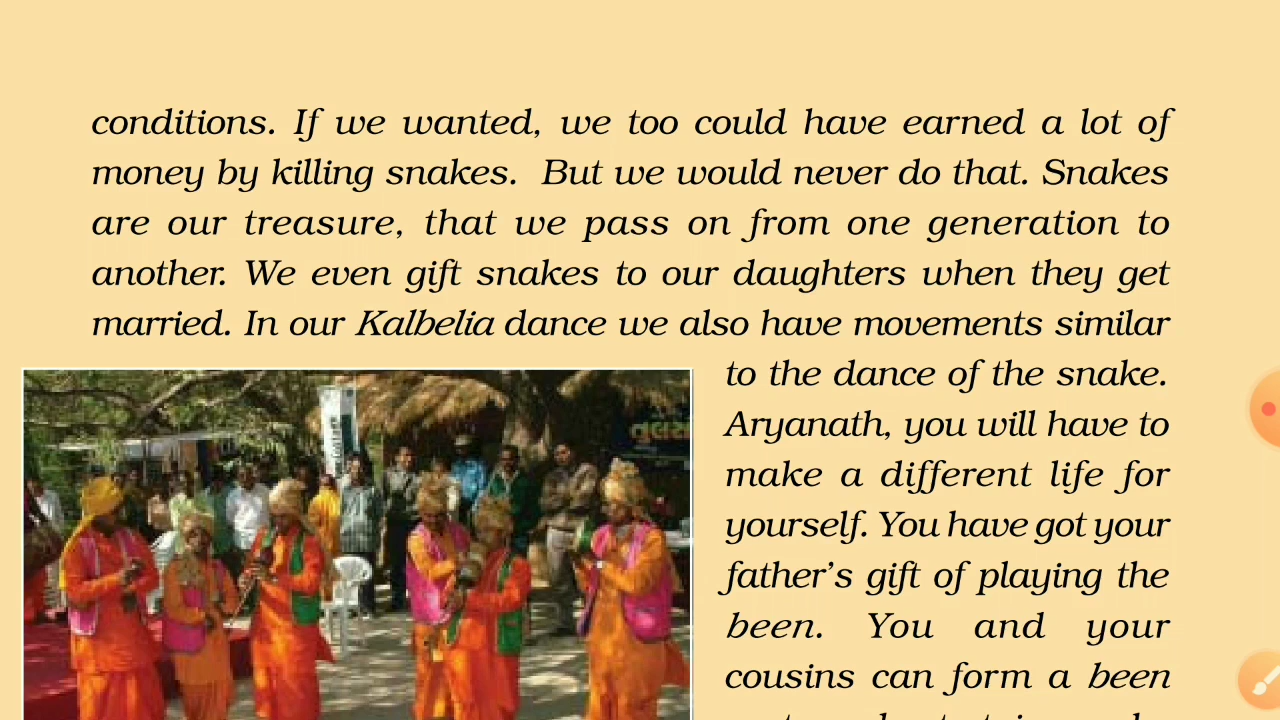 conditions. If we wanted, we too could have earned a lot of
money by killing snakes. But we would never do that. Snakes
are our treasure, that we pass on from one generation to
another. We even gift snakes to our daughters when they get
married. In our Kalbelia dance we also have movements similar
to the dance of the snake.
Aryanath, you will have to
make a different life for
yourself. You have got your
father's gift of playing the
been. You and your
cousins can form a been